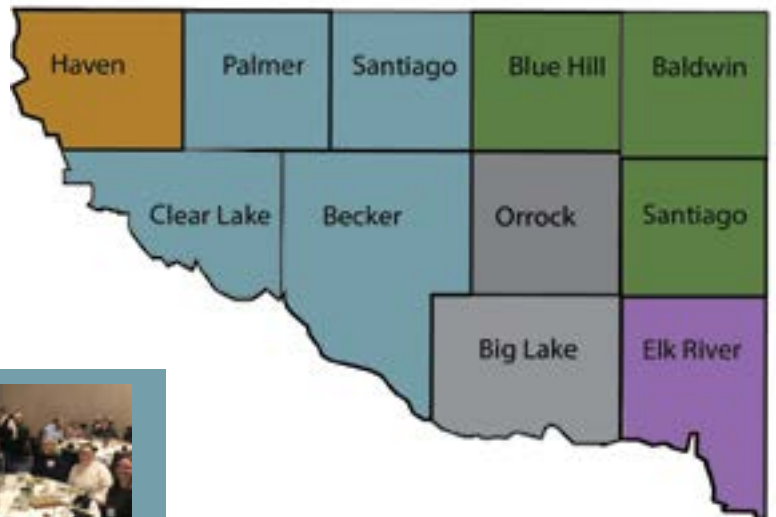 Haven Palmer Santiago Blue Hill Baldwin
Clear Lake Becker Orrock Santiago
Big Lake Elk River